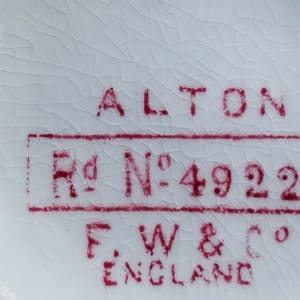 ALTON
Rd No 4922
F. W & Co
ENGLAND